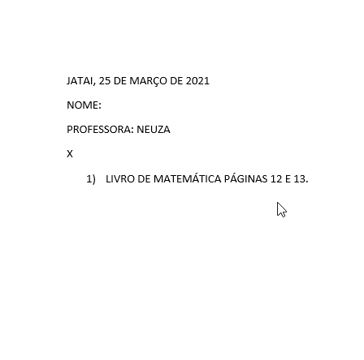 JATAI, 25 DE MARÇO DE 2021
NOME:
PROFESSORA: NEUZA
X
1) LIVRO DE MATEMÁTICA PÁGINAS 12 E 13.